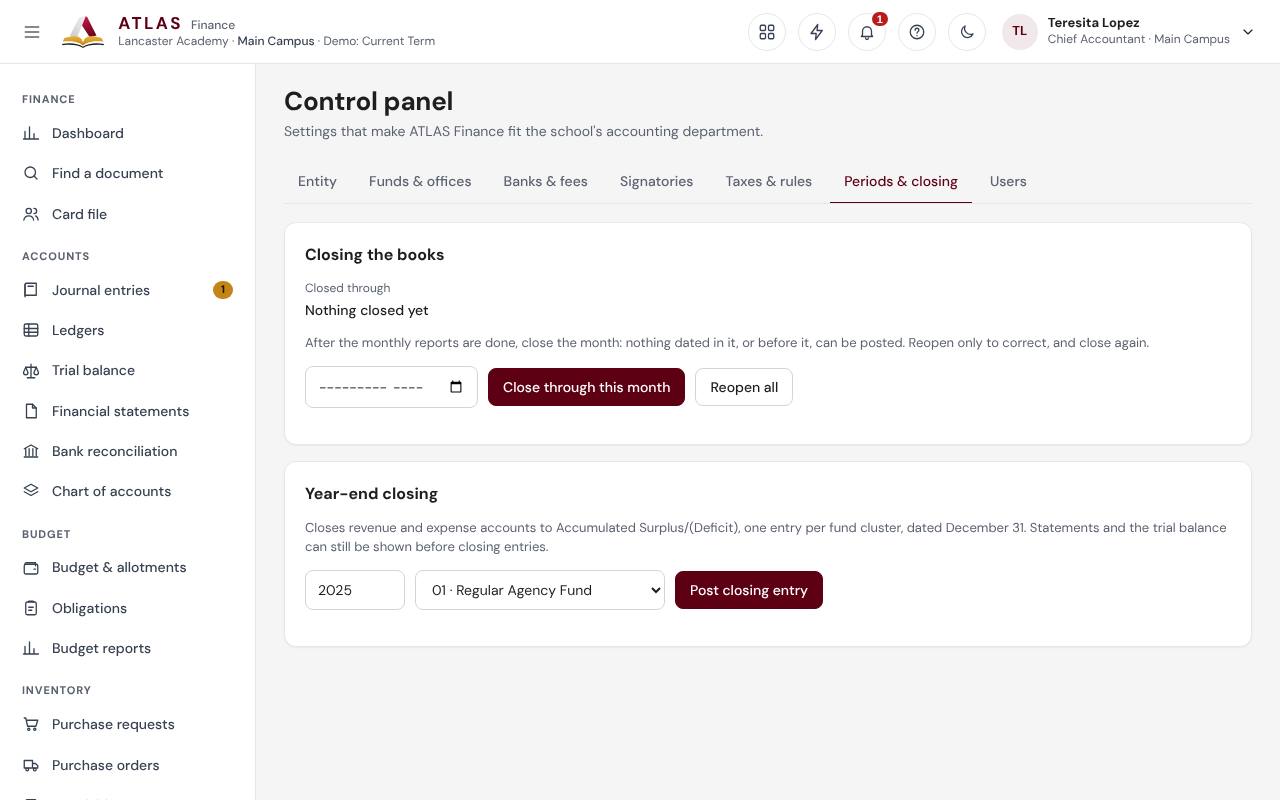 ATLAS Finance
Lancaster Academy · Main Campus · Demo: Current Term
1
TL
Teresita Lopez
Chief Accountant · Main Campus
FINANCE
Dashboard
Find a document
Card file
ACCOUNTS
Journal entries 1
Ledgers
Trial balance
Financial statements
Bank reconciliation
Chart of accounts
BUDGET
Budget & allotments
Obligations
Budget reports
INVENTORY
Purchase requests
Purchase orders
Control panel
Settings that make ATLAS Finance fit the school's accounting department.
Entity Funds & offices Banks & fees Signatories Taxes & rules Periods & closing Users
Closing the books
Closed through
Nothing closed yet
After the monthly reports are done, close the month: nothing dated in it, or before it, can be posted. Reopen only to correct, and close again.
--------- ---- Close through this month Reopen all
Year-end closing
Closes revenue and expense accounts to Accumulated Surplus/(Deficit), one entry per fund cluster, dated December 31. Statements and the trial balance
can still be shown before closing entries.
2025 01 · Regular Agency Fund Post closing entry